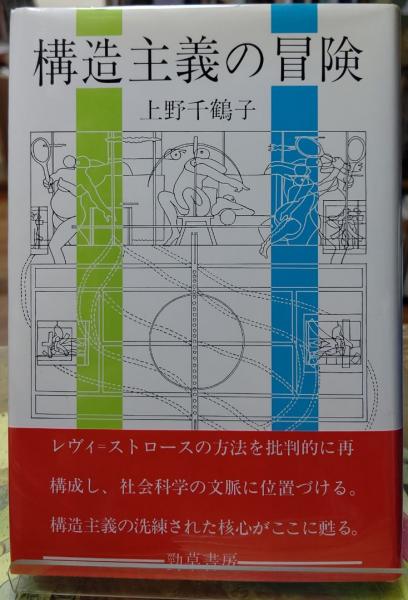 構造主義の冒険
上野千鶴子
レヴィ=ストロースの方法を批判的に再
構成し、社会科学の文脈に位置づける。
構造主義の洗練された核心がここに甦る。
勁草書房